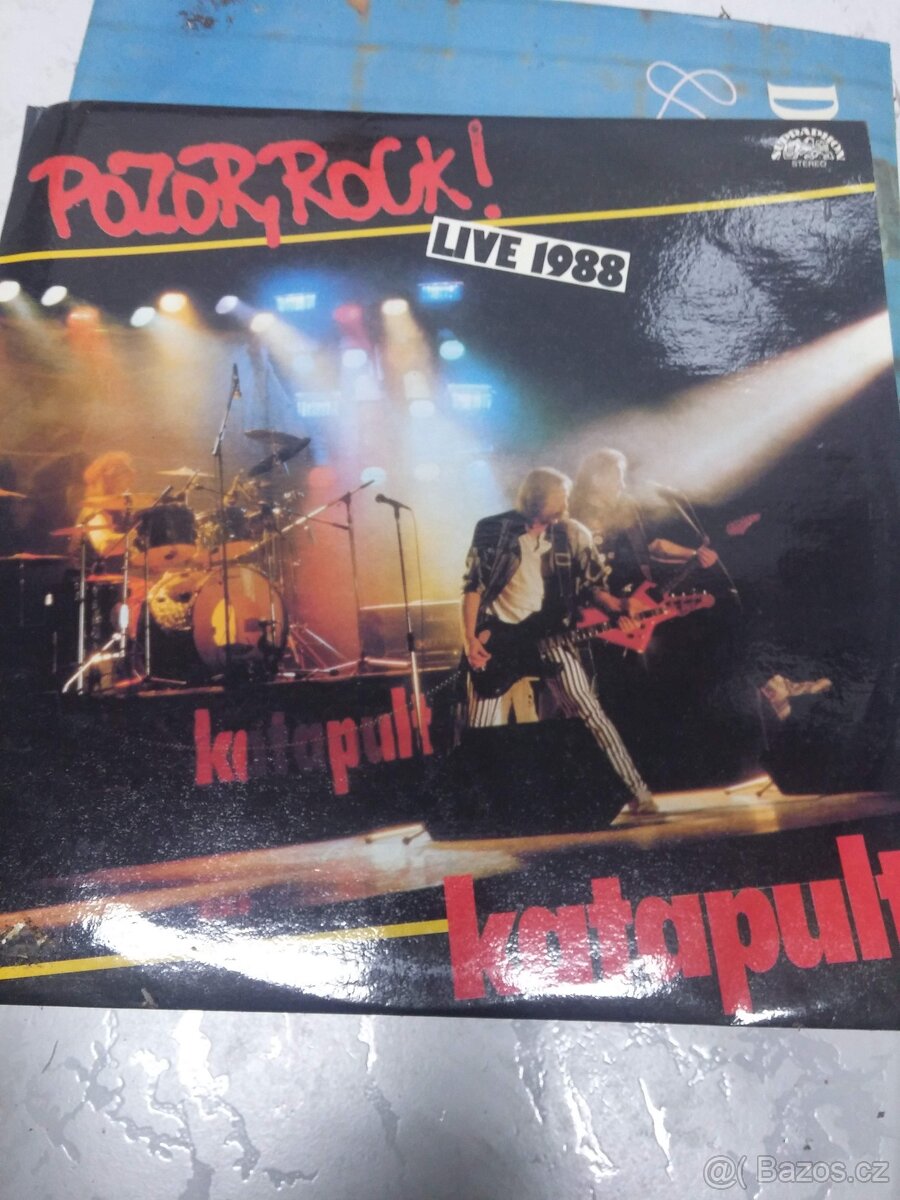 D
&
SUPRAPHON
STEREO
POZOR, ROCK!
LIVE 1988
katapult
katapult
@( Bazos.cz